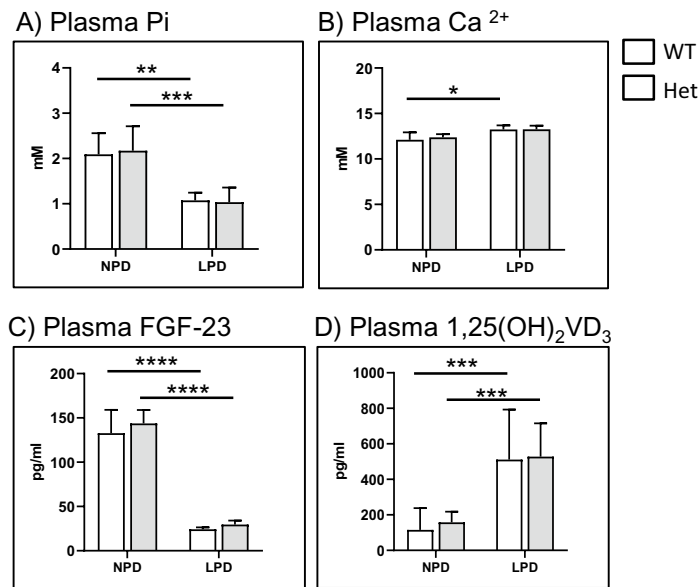 A) Plasma Pi
B) Plasma Ca 2+
WT
Het
4
3
2
1
0
mM
**
***
NPD
LPD
20
15
10
5
0
mM
*
NPD
LPD
C) Plasma FGF-23
D) Plasma 1,25(OH)2VD3
200
150
100
50
0
pg/ml
****
****
NPD
LPD
1000
800
600
400
200
0
pg/ml
***
***
NPD
LPD